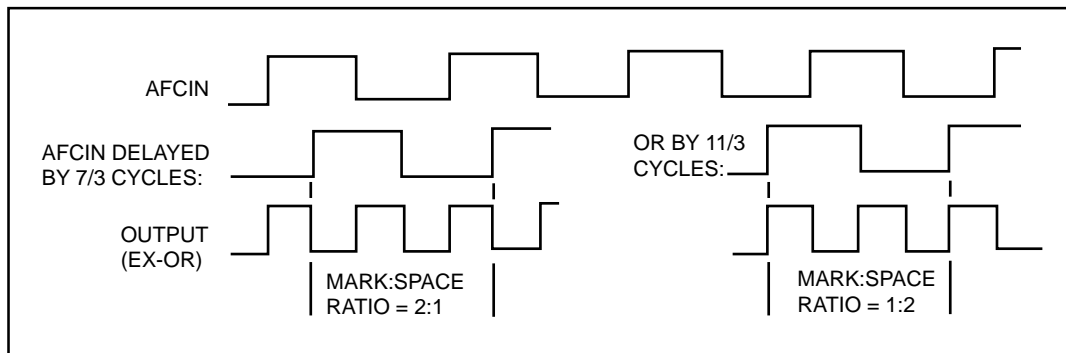 AFCIN
AFCIN DELAYED
BY 7/3 CYCLES:
OR BY 11/3
CYCLES:
OUTPUT
(EX-OR)
MARK:SPACE
RATIO = 2:1
MARK:SPACE
RATIO = 1:2